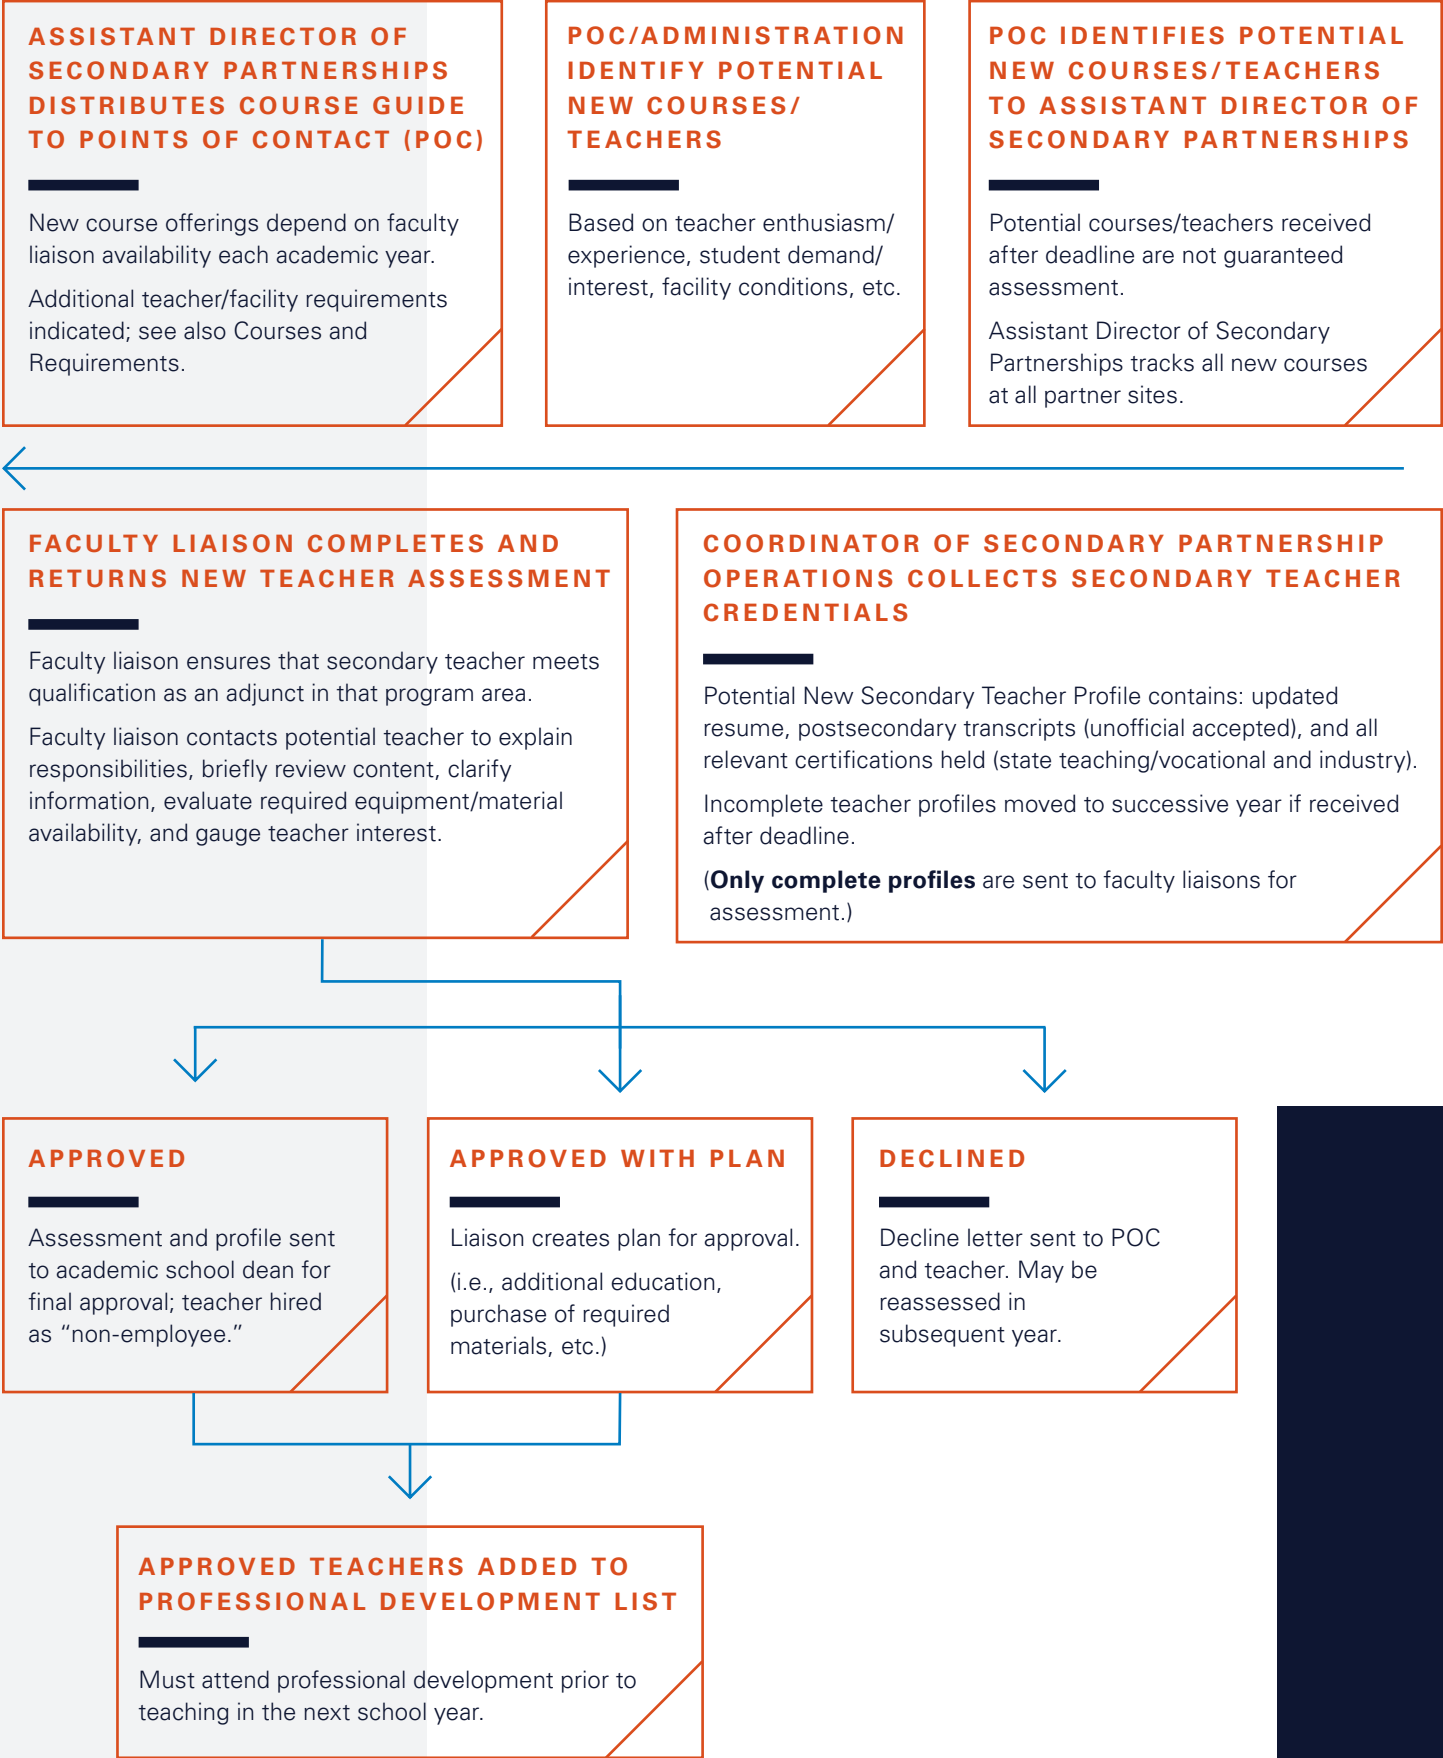 ASSISTANT DIRECTOR OF
SECONDARY PARTNERSHIPS
DISTRIBUTES COURSE GUIDE
TO POINTS OF CONTACT (POC)
New course offerings depend on faculty
liaison availability each academic year.
Additional teacher/facility requirements
indicated; see also Courses and
Requirements.
POC/ADMINISTRATION
IDENTIFY POTENTIAL
NEW COURSES/
TEACHERS
Based on teacher enthusiasm/
experience, student demand/
interest, facility conditions, etc.
POC IDENTIFIES POTENTIAL
NEW COURSES/TEACHERS
TO ASSISTANT DIRECTOR OF
SECONDARY PARTNERSHIPS
Potential courses/teachers received
after deadline are not guaranteed
assessment.
Assistant Director of Secondary
Partnerships tracks all new courses
at all partner sites.
FACULTY LIAISON COMPLETES AND
RETURNS NEW TEACHER ASSESSMENT
Faculty liaison ensures that secondary teacher meets
qualification as an adjunct in that program area.
Faculty liaison contacts potential teacher to explain
responsibilities, briefly review content, clarify
information, evaluate required equipment/material
availability, and gauge teacher interest.
COORDINATOR OF SECONDARY PARTNERSHIP
OPERATIONS COLLECTS SECONDARY TEACHER
CREDENTIALS
Potential New Secondary Teacher Profile contains: updated
resume, postsecondary transcripts (unofficial accepted), and all
relevant certifications held (state teaching/vocational and industry).
Incomplete teacher profiles moved to successive year if received
after deadline.
(Only complete profiles are sent to faculty liaisons for
assessment.)
APPROVED
Assessment and profile sent
to academic school dean for
final approval; teacher hired
as “non-employee.”
APPROVED WITH PLAN
Liaison creates plan for approval.
(i.e., additional education,
purchase of required
materials, etc.)
DECLINED
Decline letter sent to POC
and teacher. May be
reassessed in
subsequent year.
APPROVED TEACHERS ADDED TO
PROFESSIONAL DEVELOPMENT LIST
Must attend professional development prior to
teaching in the next school year.